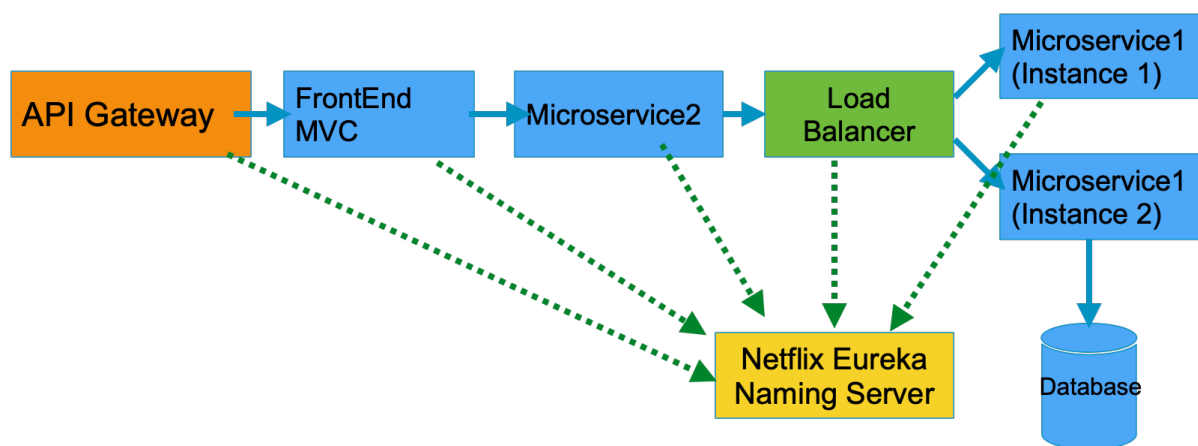 API Gateway
FrontEnd
MVC
Microservice2
Load
Balancer
Microservice1
(Instance 1)
Microservice1
(Instance 2)
Netflix Eureka
Naming Server
Database